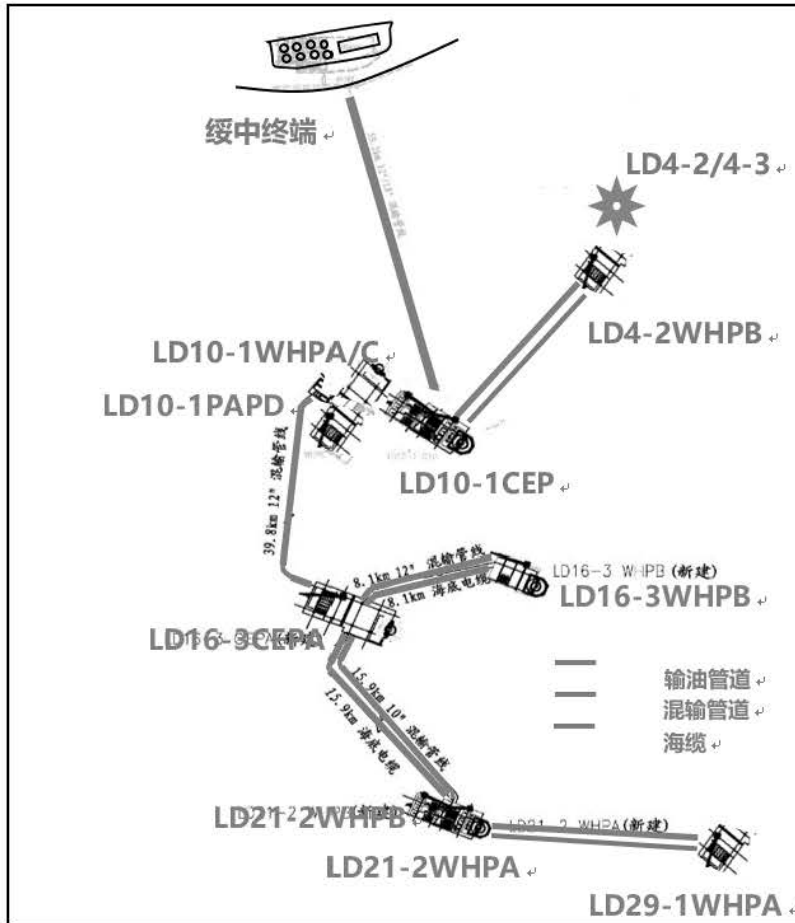 绥中终端
LD4-2/4-3
LD4-2WHPB
LD10-1WHPA/C
LD10-1PAPD
LD10-1CEP
39.8km 12" 混输管线
8.1km 12" 混输管线
8.1km 海底电缆
LD16-3 WHPB (新建)
LD16-3WHPB
LD16-3CEPA
15.9km 10" 混输管线
15.9km 海底电缆
输油管道
混输管道
海缆
LD21-2WHPB
LD21-2 WHPA (新建)
LD21-2WHPA
LD29-1WHPA